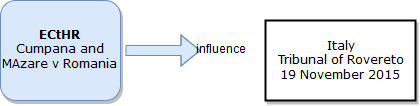 ECtHR
Cumpana and
MAzare v Romania
influence
Italy
Tribunal of Rovereto
19 November 2015